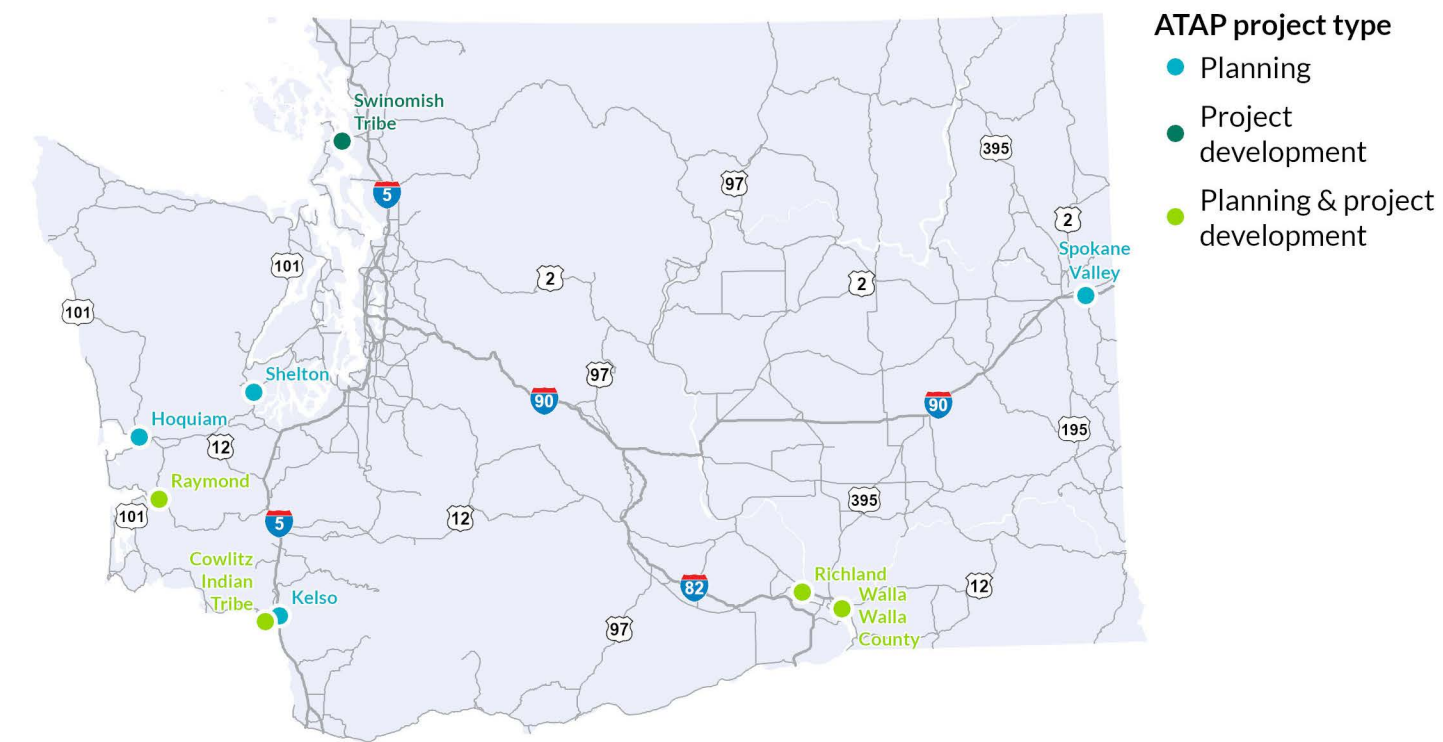 ATAP project type
Planning
Project
development
Planning & project
development
Swinomish
Tribe
5
395
97
2
Spokane
Valley
101
2
2
101
97
Shelton
90
90
Hoquiam
12
195
Raymond
101
5
12
395
Cowlitz
Indian
Tribe
Kelso
82
Richland
Walla
Walla
County
12
97